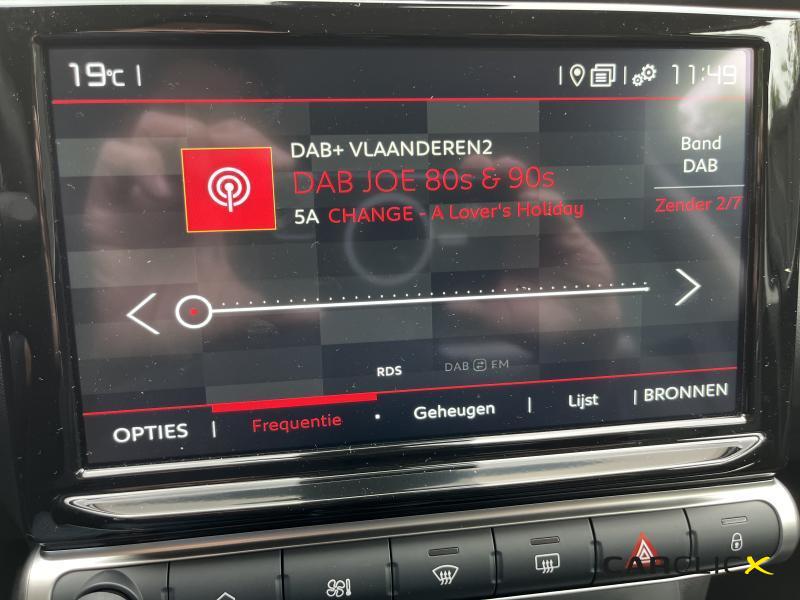 19°C |
| | 11:49
DAB+ VLAANDEREN2
DAB JOE 80s & 90s
5A CHANGE - A Lover's Holiday
Band
DAB
Zender 2/7
RDS
DAB FM
OPTIES | Frequentie • Geheugen | Lijst | BRONNEN
CARCLICX